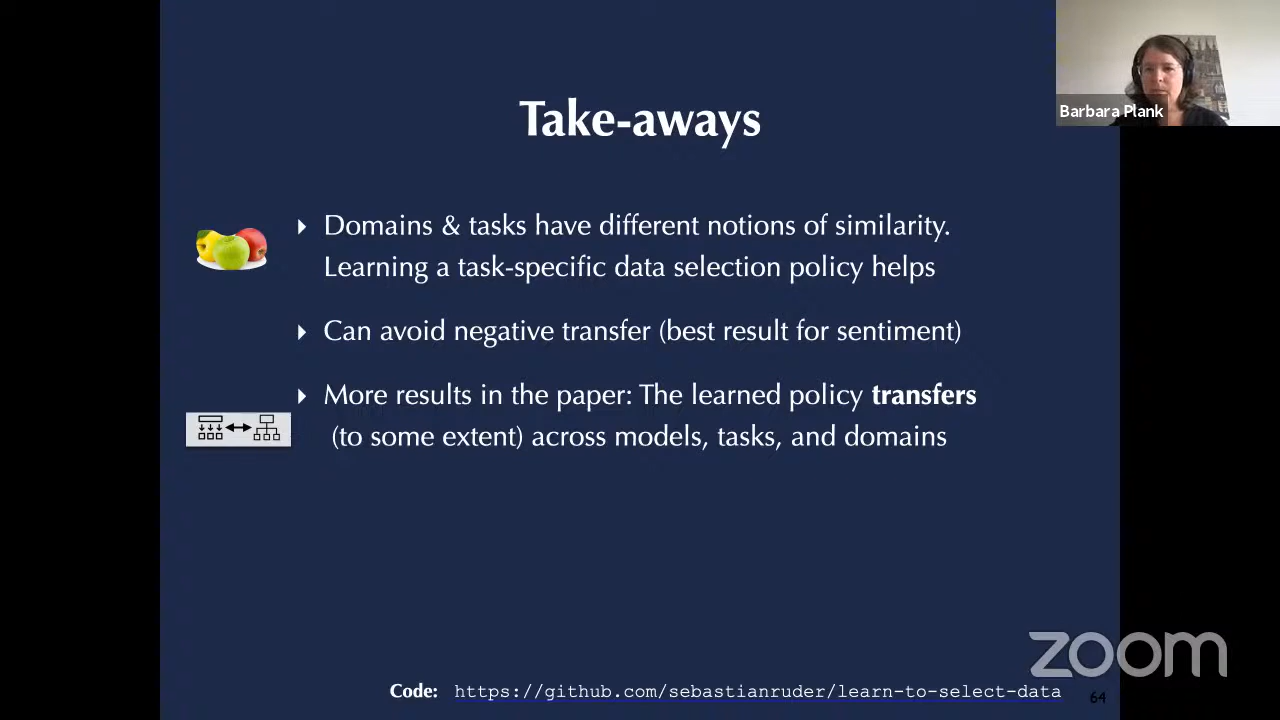 Take-aways
Barbara Plank
‣ Domains & tasks have different notions of similarity.
Learning a task-specific data selection policy helps
‣ Can avoid negative transfer (best result for sentiment)
‣ More results in the paper: The learned policy transfers
(to some extent) across models, tasks, and domains
zoom
Code: https://github.com/sebastianruder/learn-to-select-data
64